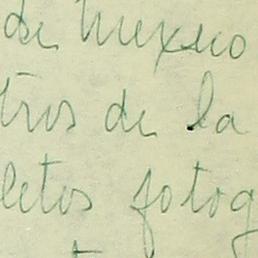 de Mexico
tros de la
letos fotog